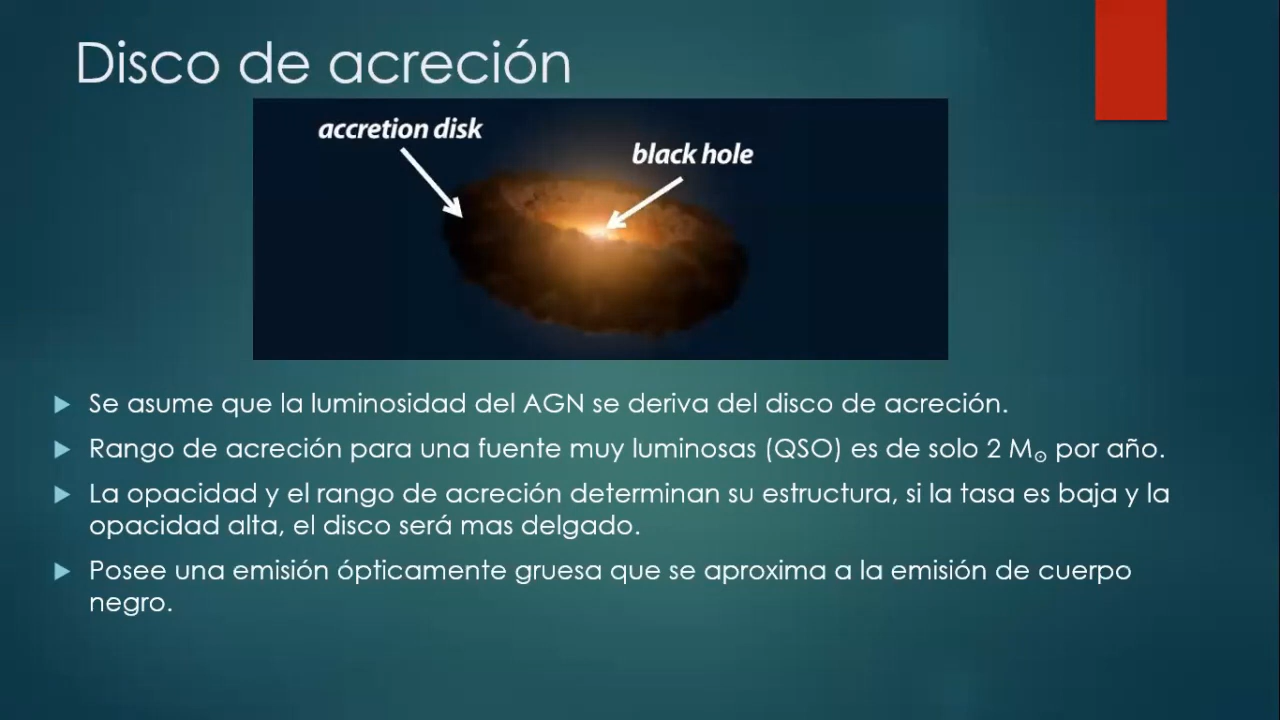 Disco de acreción
accretion disk
black hole
Se asume que la luminosidad del AGN se deriva del disco de acreción.
Rango de acreción para una fuente muy luminosas (QSO) es de solo 2 M☉ por año.
La opacidad y el rango de acreción determinan su estructura, si la tasa es baja y la
opacidad alta, el disco será mas delgado.
Posee una emisión ópticamente gruesa que se aproxima a la emisión de cuerpo
negro.